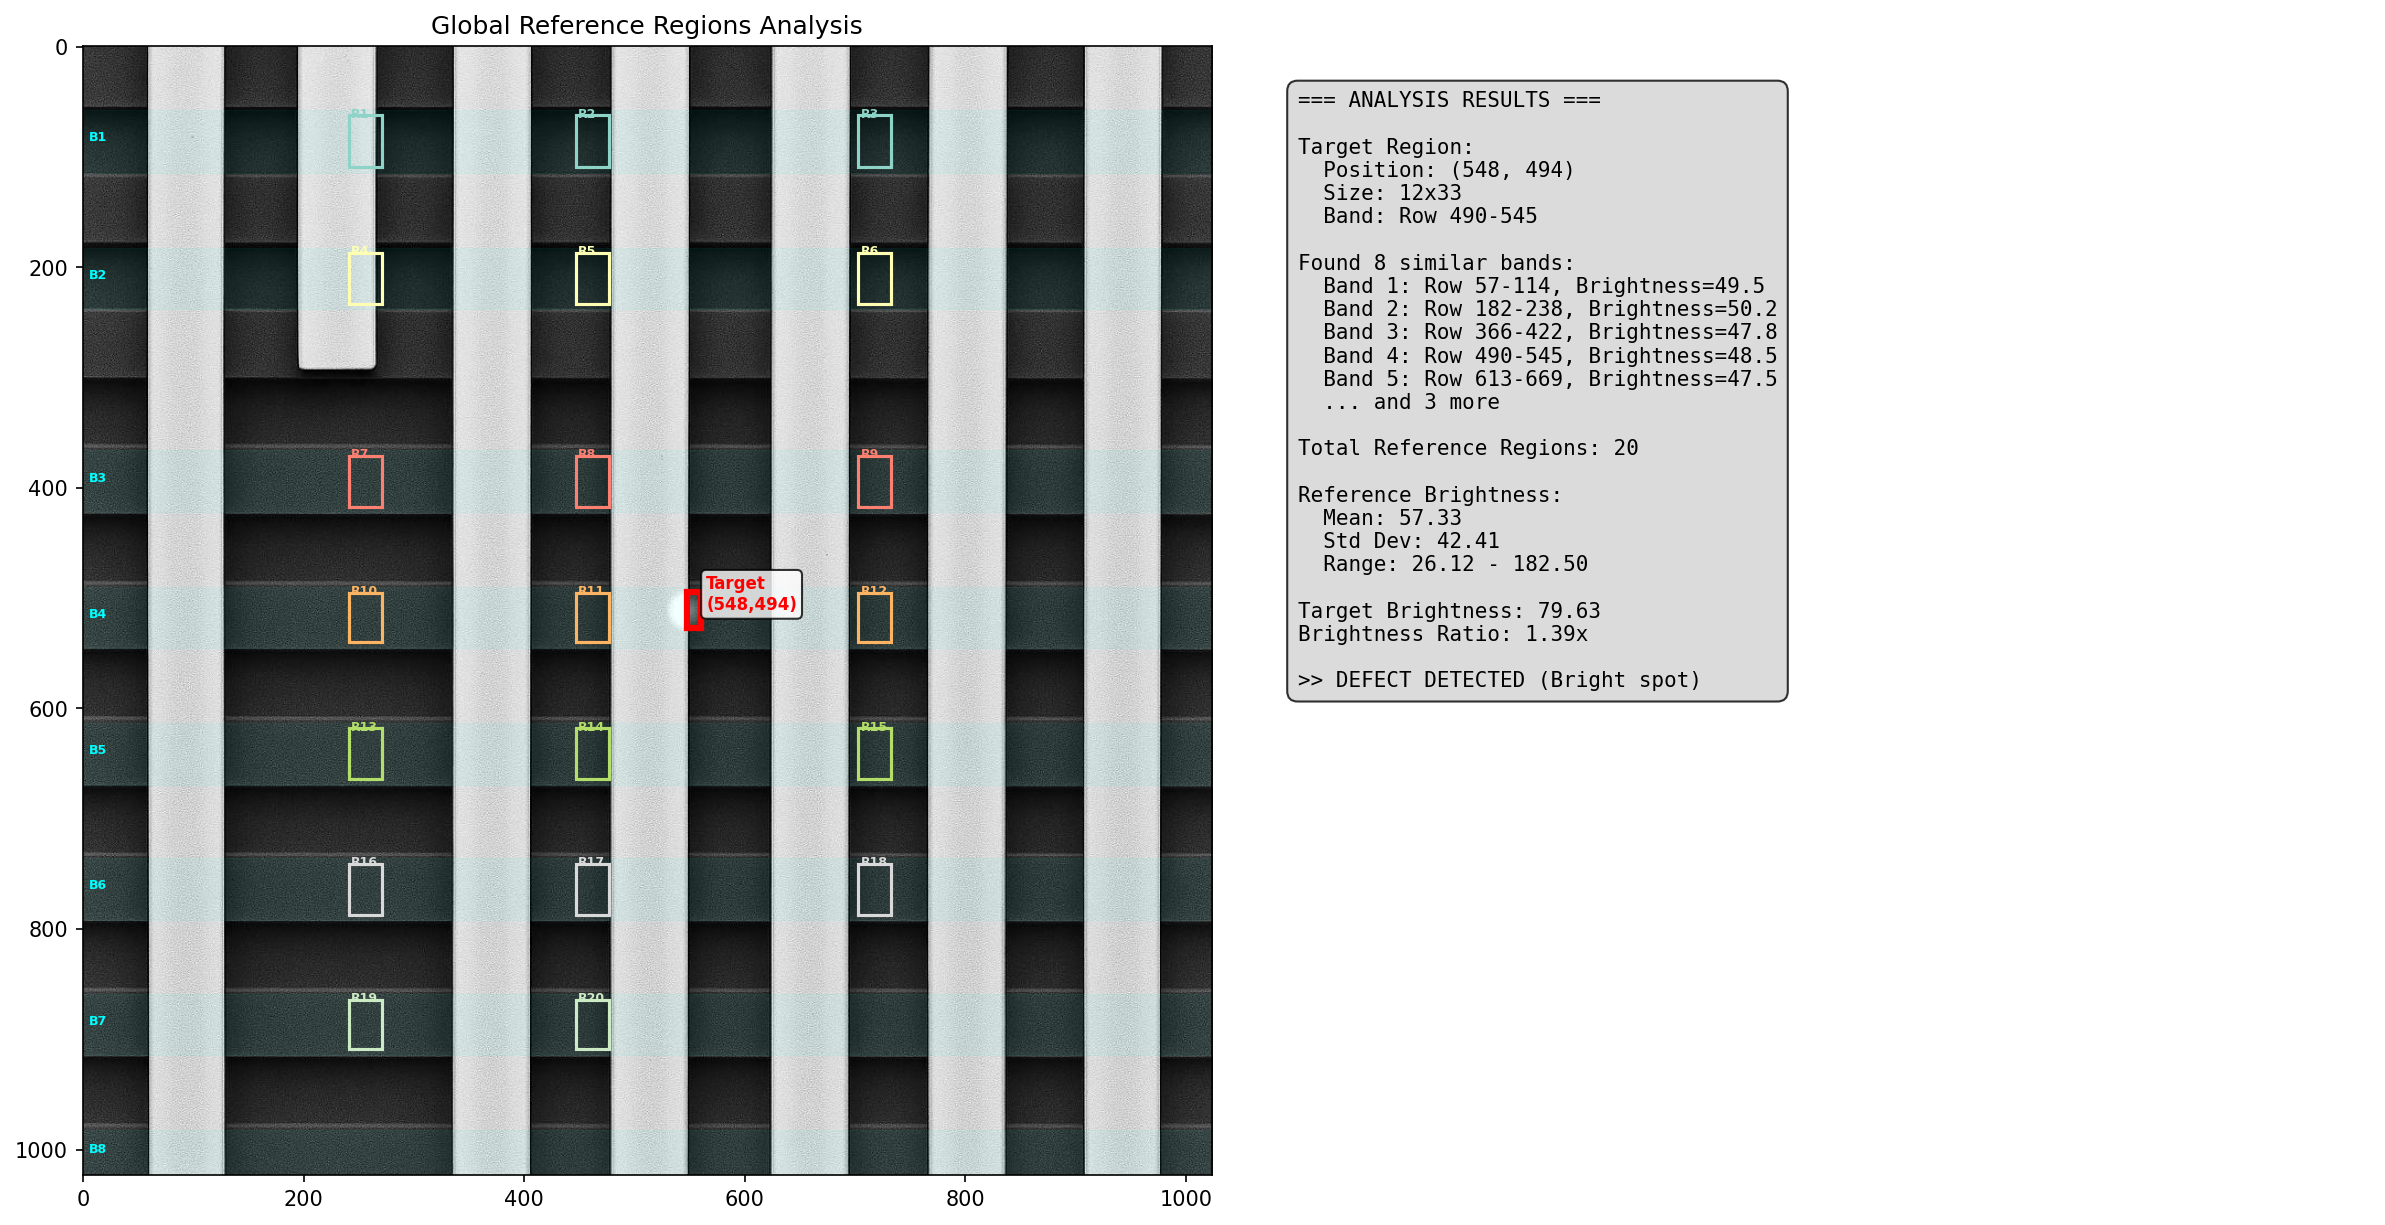 Global Reference Regions Analysis
0
200
400
600
800
1000
0
200
400
600
800
1000
B1
B2
B3
B4
B5
B6
B7
B8
R1
R2
R3
R4
R5
R6
R7
R8
R9
R10
R11
R12
R13
R14
R15
R16
R17
R18
R19
R20
Target
(548,494)
=== ANALYSIS RESULTS ===
Target Region:
Position: (548, 494)
Size: 12x33
Band: Row 490-545
Found 8 similar bands:
Band 1: Row 57-114, Brightness=49.5
Band 2: Row 182-238, Brightness=50.2
Band 3: Row 366-422, Brightness=47.8
Band 4: Row 490-545, Brightness=48.5
Band 5: Row 613-669, Brightness=47.5
... and 3 more
Total Reference Regions: 20
Reference Brightness:
Mean: 57.33
Std Dev: 42.41
Range: 26.12 - 182.50
Target Brightness: 79.63
Brightness Ratio: 1.39x
>> DEFECT DETECTED (Bright spot)